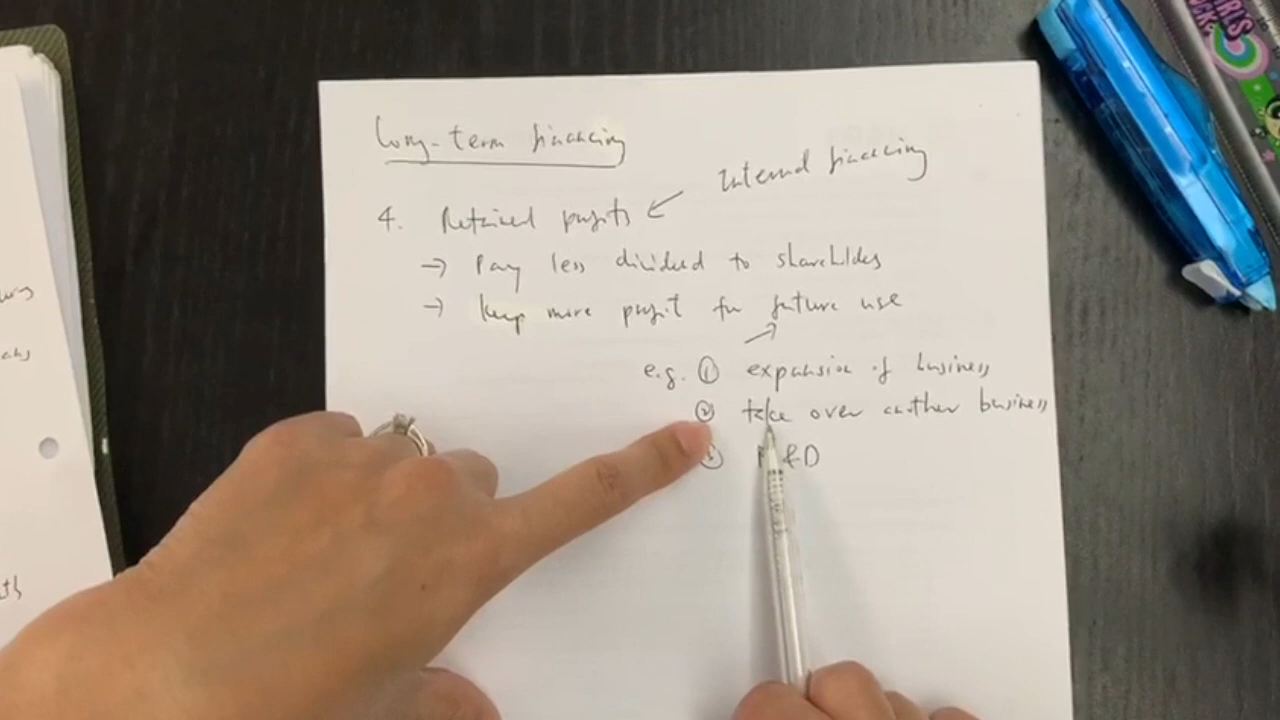 Long-term financing
Internal financing
4. Retained profits ←
→ Pay less dividend to shareholders
→ keep more profit for future use
e.g. ① expansion of business
② take over another business
③ R&D